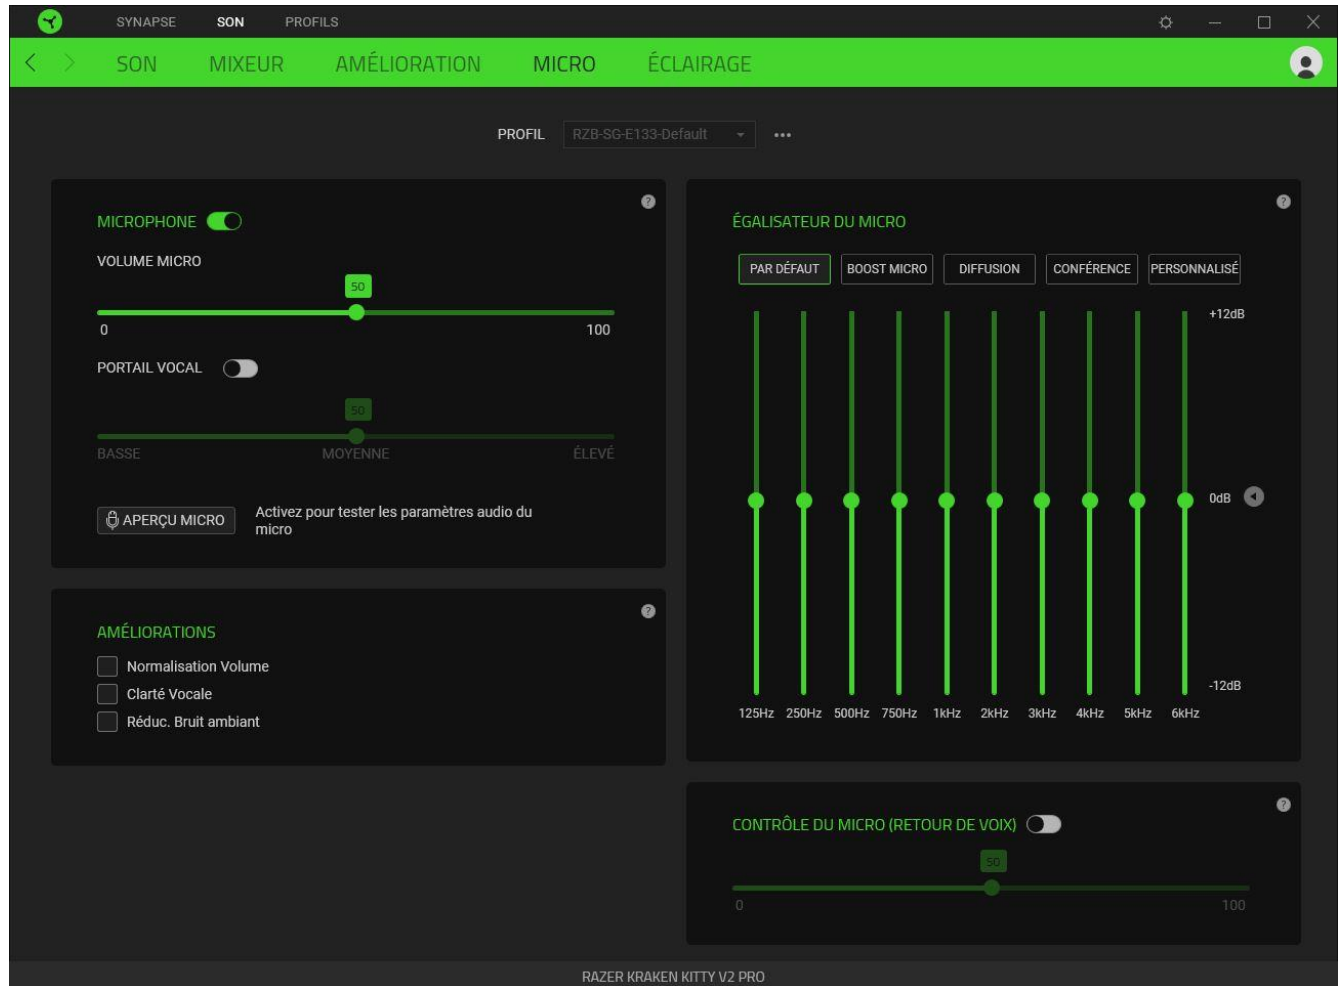 SYNAPSE SON PROFILS
SON MIXEUR AMÉLIORATION MICRO ÉCLAIRAGE
PROFIL RZB-SG-E133-Default
MICROPHONE
VOLUME MICRO
50
0 100
PORTAIL VOCAL
50
BASSE MOYENNE ÉLEVÉ
APERÇU MICRO
Activez pour tester les paramètres audio du
micro
AMÉLIORATIONS
Normalisation Volume
Clarté Vocale
Réduc. Bruit ambiant
ÉGALISATEUR DU MICRO
PAR DÉFAUT BOOST MICRO DIFFUSION CONFÉRENCE PERSONNALISÉ
+12dB
0dB
-12dB
125Hz 250Hz 500Hz 750Hz 1kHz 2kHz 3kHz 4kHz 5kHz 6kHz
CONTRÔLE DU MICRO (RETOUR DE VOIX)
50
0 100
RAZER KRAKEN KITTY V2 PRO